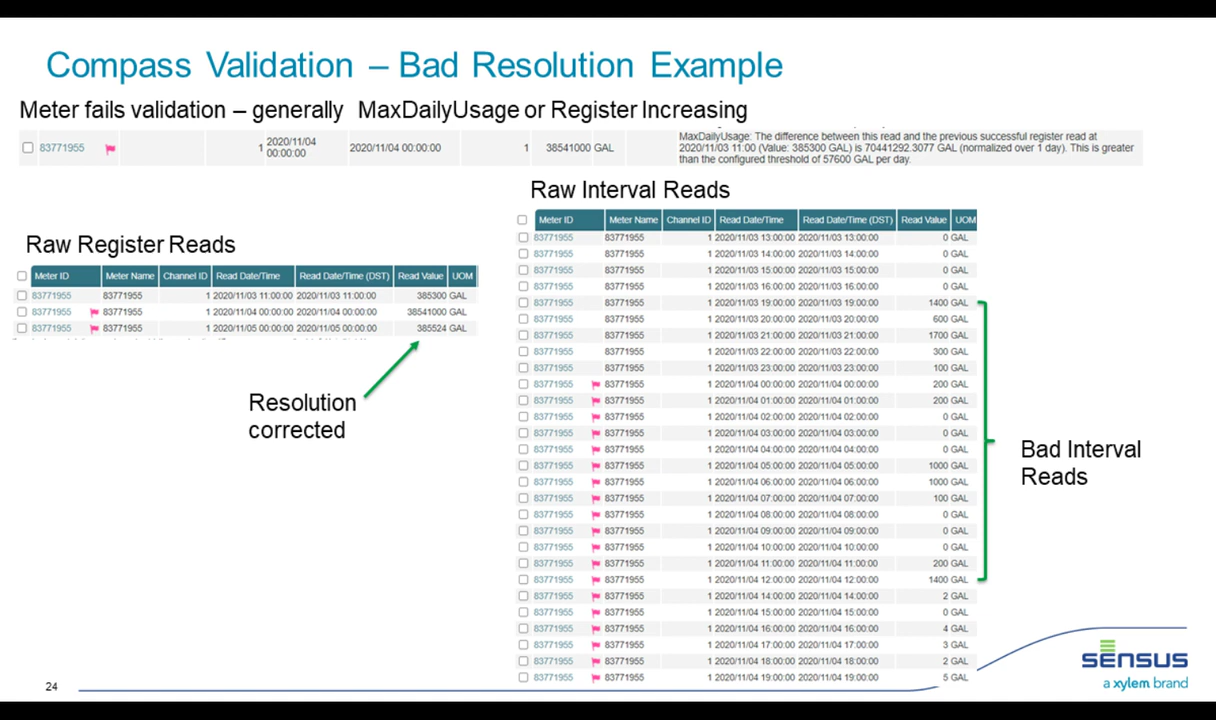 Compass Validation – Bad Resolution Example
Meter fails validation – generally MaxDailyUsage or Register Increasing
83771955 1 2020/11/04 00:00:00 2020/11/04 00:00:00 1 38541000 GAL
MaxDailyUsage: The difference between this read and the previous successful register read at
2020/11/03 11:00 (Value: 385300 GAL) is 70441292.3077 GAL (normalized over 1 day). This is greater
than the configured threshold of 57600 GAL per day.
Raw Register Reads
Meter ID Meter Name Channel ID Read Date/Time Read Date/Time (DST) Read Value UOM
83771955 83771955 1 2020/11/03 11:00:00 2020/11/03 11:00:00 385300 GAL
83771955 83771955 1 2020/11/04 00:00:00 2020/11/04 00:00:00 38541000 GAL
83771955 83771955 1 2020/11/05 00:00:00 2020/11/05 00:00:00 385524 GAL
Resolution
corrected
Raw Interval Reads
Meter ID Meter Name Channel ID Read Date/Time Read Date/Time (DST) Read Value UOM
83771955 83771955 1 2020/11/03 13:00:00 2020/11/03 13:00:00 0 GAL
83771955 83771955 1 2020/11/03 14:00:00 2020/11/03 14:00:00 0 GAL
83771955 83771955 1 2020/11/03 15:00:00 2020/11/03 15:00:00 0 GAL
83771955 83771955 1 2020/11/03 16:00:00 2020/11/03 16:00:00 0 GAL
83771955 83771955 1 2020/11/03 19:00:00 2020/11/03 19:00:00 1400 GAL
83771955 83771955 1 2020/11/03 20:00:00 2020/11/03 20:00:00 600 GAL
83771955 83771955 1 2020/11/03 21:00:00 2020/11/03 21:00:00 1700 GAL
83771955 83771955 1 2020/11/03 22:00:00 2020/11/03 22:00:00 300 GAL
83771955 83771955 1 2020/11/03 23:00:00 2020/11/03 23:00:00 100 GAL
83771955 83771955 1 2020/11/04 00:00:00 2020/11/04 00:00:00 200 GAL
83771955 83771955 1 2020/11/04 01:00:00 2020/11/04 01:00:00 200 GAL
83771955 83771955 1 2020/11/04 02:00:00 2020/11/04 02:00:00 0 GAL
83771955 83771955 1 2020/11/04 03:00:00 2020/11/04 03:00:00 0 GAL
83771955 83771955 1 2020/11/04 04:00:00 2020/11/04 04:00:00 0 GAL
83771955 83771955 1 2020/11/04 05:00:00 2020/11/04 05:00:00 1000 GAL
83771955 83771955 1 2020/11/04 06:00:00 2020/11/04 06:00:00 1000 GAL
83771955 83771955 1 2020/11/04 07:00:00 2020/11/04 07:00:00 100 GAL
83771955 83771955 1 2020/11/04 08:00:00 2020/11/04 08:00:00 0 GAL
83771955 83771955 1 2020/11/04 09:00:00 2020/11/04 09:00:00 0 GAL
83771955 83771955 1 2020/11/04 10:00:00 2020/11/04 10:00:00 0 GAL
83771955 83771955 1 2020/11/04 11:00:00 2020/11/04 11:00:00 200 GAL
83771955 83771955 1 2020/11/04 12:00:00 2020/11/04 12:00:00 1400 GAL
83771955 83771955 1 2020/11/04 14:00:00 2020/11/04 14:00:00 2 GAL
83771955 83771955 1 2020/11/04 15:00:00 2020/11/04 15:00:00 0 GAL
83771955 83771955 1 2020/11/04 16:00:00 2020/11/04 16:00:00 4 GAL
83771955 83771955 1 2020/11/04 17:00:00 2020/11/04 17:00:00 3 GAL
83771955 83771955 1 2020/11/04 18:00:00 2020/11/04 18:00:00 2 GAL
83771955 83771955 1 2020/11/04 19:00:00 2020/11/04 19:00:00 5 GAL
Bad Interval
Reads
24
sensus
a xylem brand